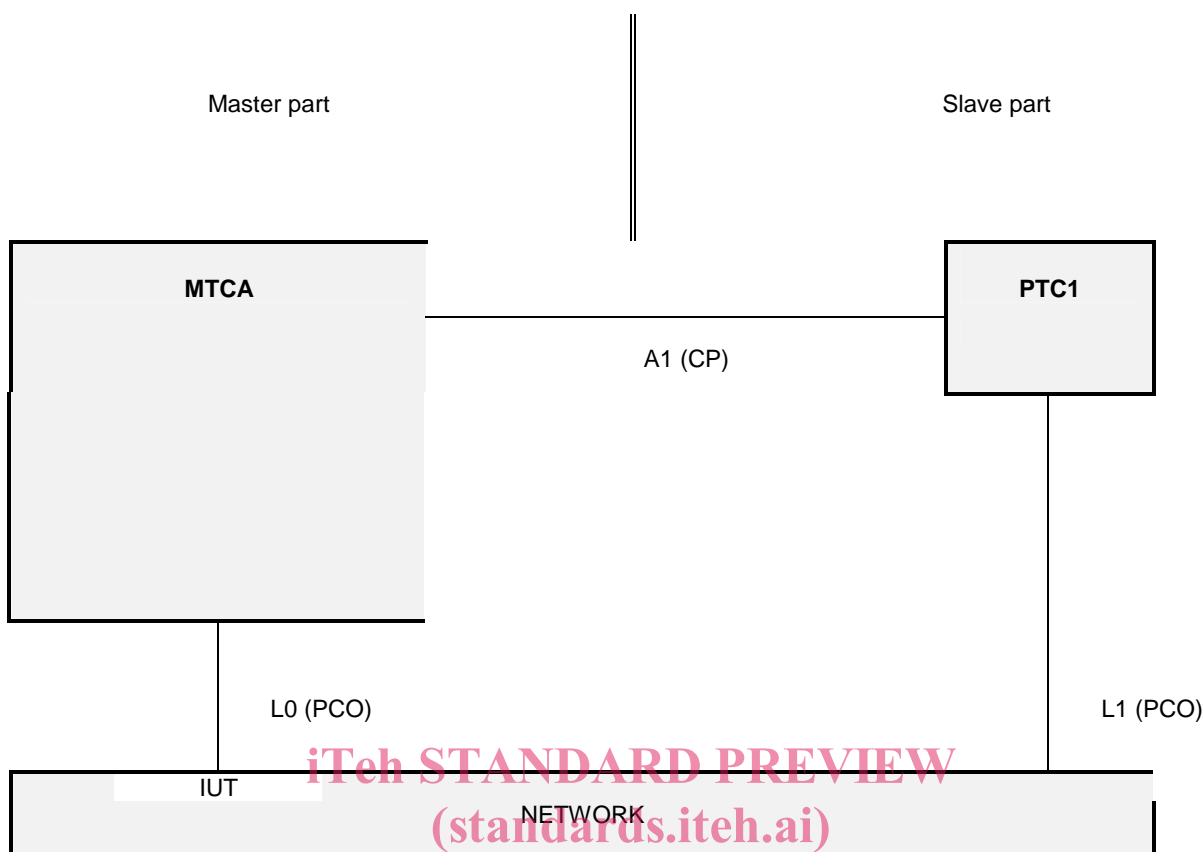 Master part
Slave part
MTCA
PTC1
A1 (CP)
L0 (PCO)
L1 (PCO)
iTeh STANDARD PREVIEW
IUT
NETWORK
(standards.iteh.ai)